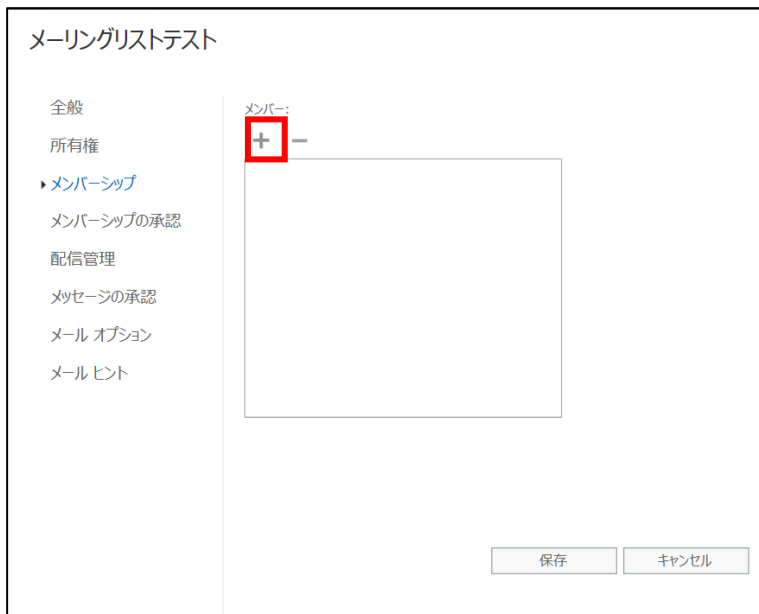 メーリングリストテスト
全般
所有権
メンバーシップ
メンバーシップの承認
配信管理
メッセージの承認
メール オプション
メール ヒント
メンバー:
保存
キャンセル